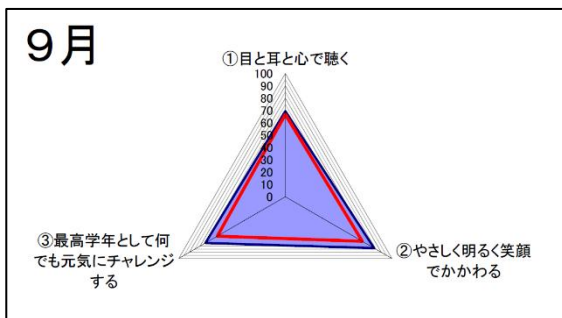 ９月
①目と耳と心で聴く
100
90
80
70
60
50
40
30
20
10
0
③最高学年として何
でも元気にチャレンジ
する
②やさしく明るく笑顔
でかかわる